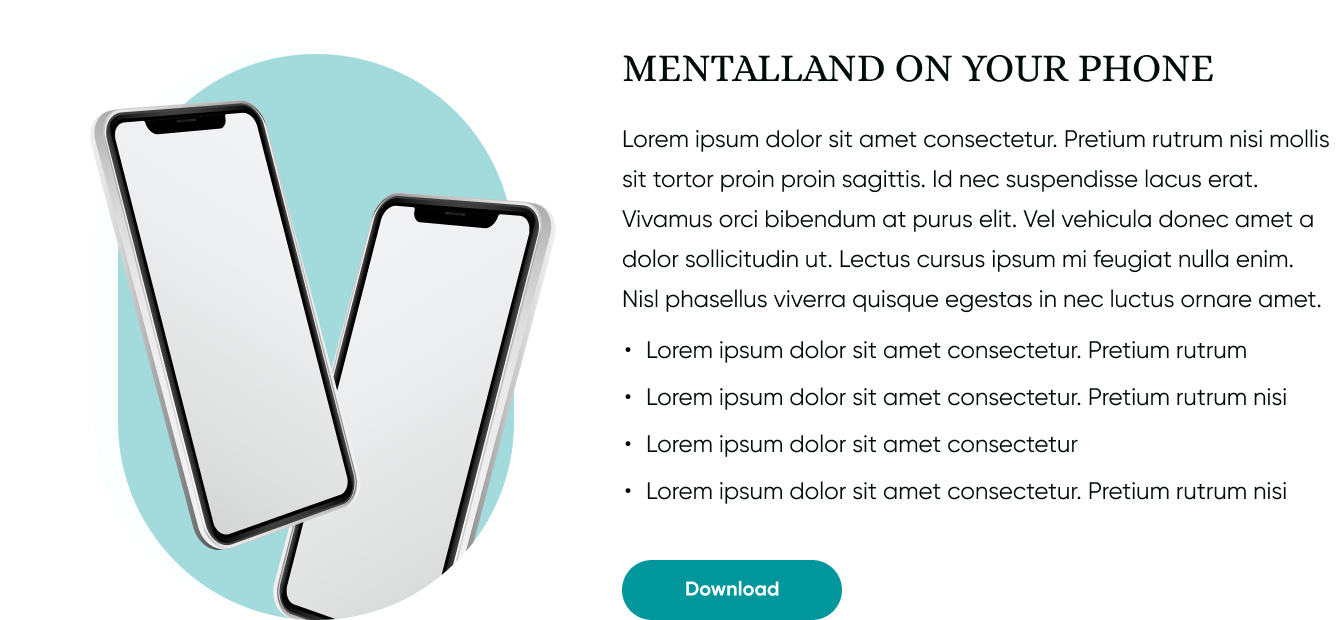 MENTALLAND ON YOUR PHONE
Lorem ipsum dolor sit amet consectetur. Pretium rutrum nisi mollis
sit tortor proin proin sagittis. Id nec suspendisse lacus erat.
Vivamus orci bibendum at purus elit. Vel vehicula donec amet a
dolor sollicitudin ut. Lectus cursus ipsum mi feugiat nulla enim.
Nisl phasellus viverra quisque egestas in nec luctus ornare amet.
• Lorem ipsum dolor sit amet consectetur. Pretium rutrum
• Lorem ipsum dolor sit amet consectetur. Pretium rutrum nisi
• Lorem ipsum dolor sit amet consectetur
• Lorem ipsum dolor sit amet consectetur. Pretium rutrum nisi
Download